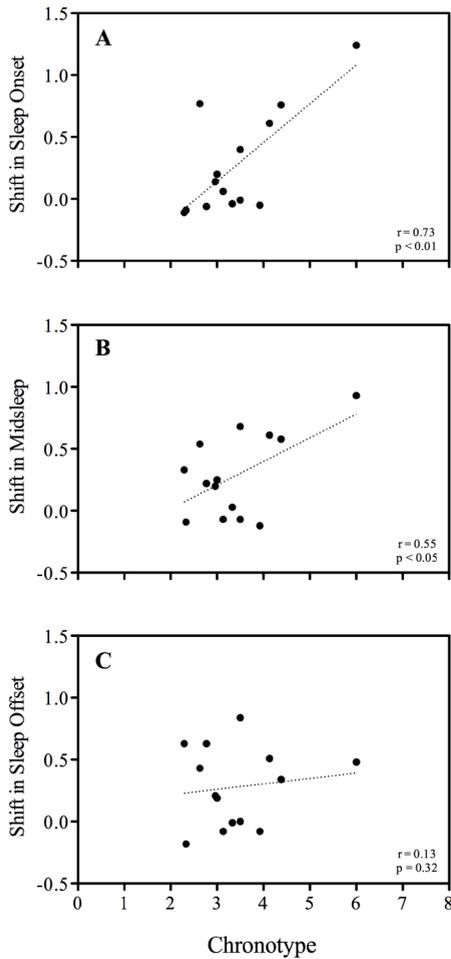 1.5
A
1.0
Shift in Sleep Onset
0.5
0.0
r = 0.73
p < 0.01
-0.5
1.5
B
1.0
Shift in Midsleep
0.5
0.0
r = 0.55
p < 0.05
-0.5
1.5
C
1.0
Shift in Sleep Offset
0.5
0.0
r = 0.13
p = 0.32
-0.5
0 1 2 3 4 5 6 7 8
Chronotype